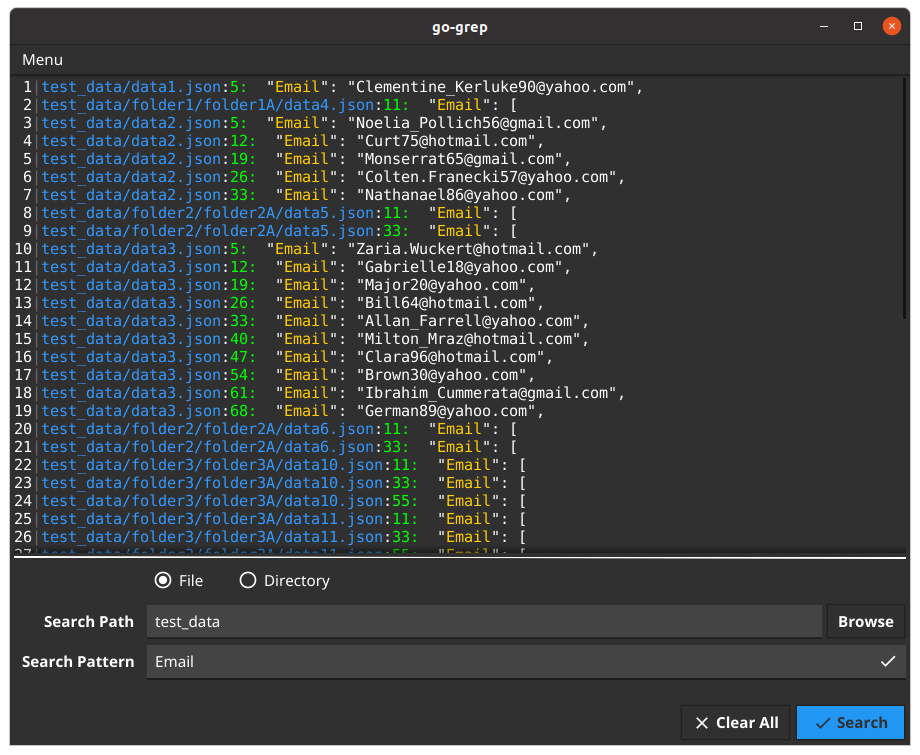 go-grep
Menu
1|test_data/data1.json:5:  "Email": "Clementine_Kerluke90@yahoo.com",
2|test_data/folder1/folder1A/data4.json:11:  "Email": [
3|test_data/data2.json:5:  "Email": "Noelia_Pollich56@gmail.com",
4|test_data/data2.json:12:  "Email": "Curt75@hotmail.com",
5|test_data/data2.json:19:  "Email": "Monserrat65@gmail.com",
6|test_data/data2.json:26:  "Email": "Colten.Franecki57@yahoo.com",
7|test_data/data2.json:33:  "Email": "Nathanael86@yahoo.com",
8|test_data/folder2/folder2A/data5.json:11:  "Email": [
9|test_data/folder2/folder2A/data5.json:33:  "Email": [
10|test_data/data3.json:5:  "Email": "Zaria.Wuckert@hotmail.com",
11|test_data/data3.json:12:  "Email": "Gabrielle18@yahoo.com",
12|test_data/data3.json:19:  "Email": "Major20@yahoo.com",
13|test_data/data3.json:26:  "Email": "Bill64@hotmail.com",
14|test_data/data3.json:33:  "Email": "Allan_Farrell@yahoo.com",
15|test_data/data3.json:40:  "Email": "Milton_Mraz@hotmail.com",
16|test_data/data3.json:47:  "Email": "Clara96@hotmail.com",
17|test_data/data3.json:54:  "Email": "Brown30@yahoo.com",
18|test_data/data3.json:61:  "Email": "Ibrahim_Cummerata@gmail.com",
19|test_data/data3.json:68:  "Email": "German89@yahoo.com",
20|test_data/folder2/folder2A/data6.json:11:  "Email": [
21|test_data/folder2/folder2A/data6.json:33:  "Email": [
22|test_data/folder3/folder3A/data10.json:11:  "Email": [
23|test_data/folder3/folder3A/data10.json:33:  "Email": [
24|test_data/folder3/folder3A/data10.json:55:  "Email": [
25|test_data/folder3/folder3A/data11.json:11:  "Email": [
26|test_data/folder3/folder3A/data11.json:33:  "Email": [
27|test_data/folder3/folder3A/data11.json:55:  "Email": [
File Directory
Search Path test_data Browse
Search Pattern Email
Clear All Search